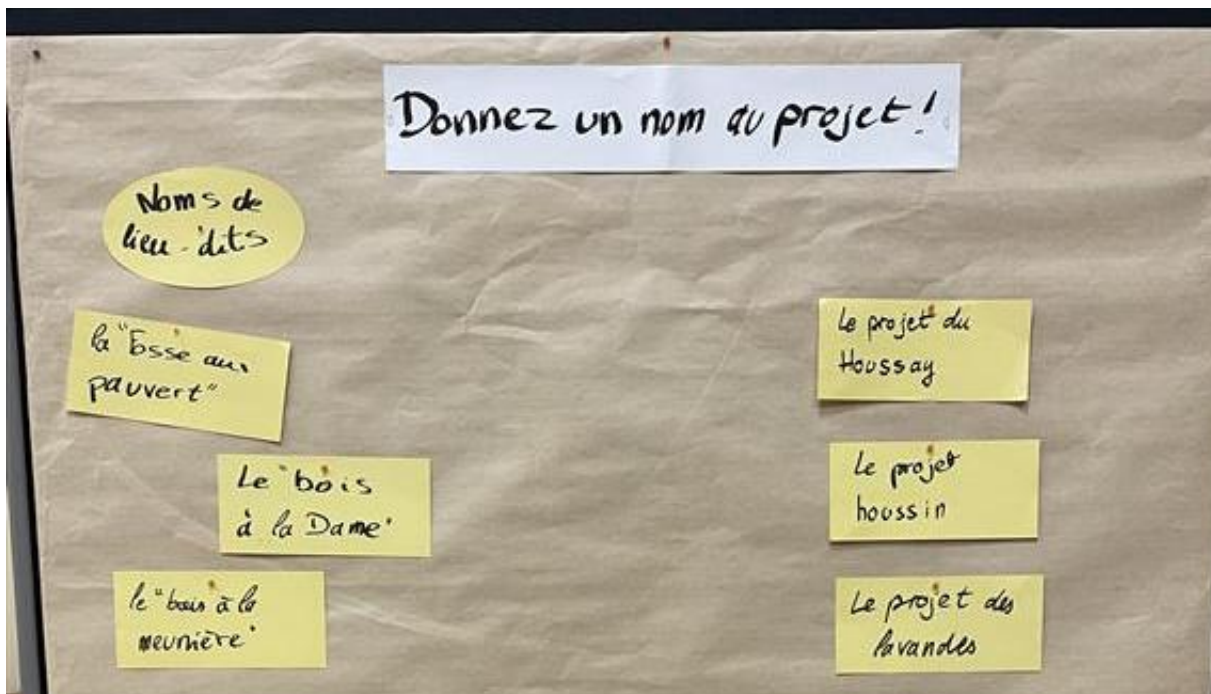 Donnez un nom au projet !
Noms de
lieu-dits
la "Fosse aux
pauvert"
Le "bois
à la Dame"
le "bois à la
meunière"
Le projet du
Houssay
Le projet
houssin
Le projet des
lavandes